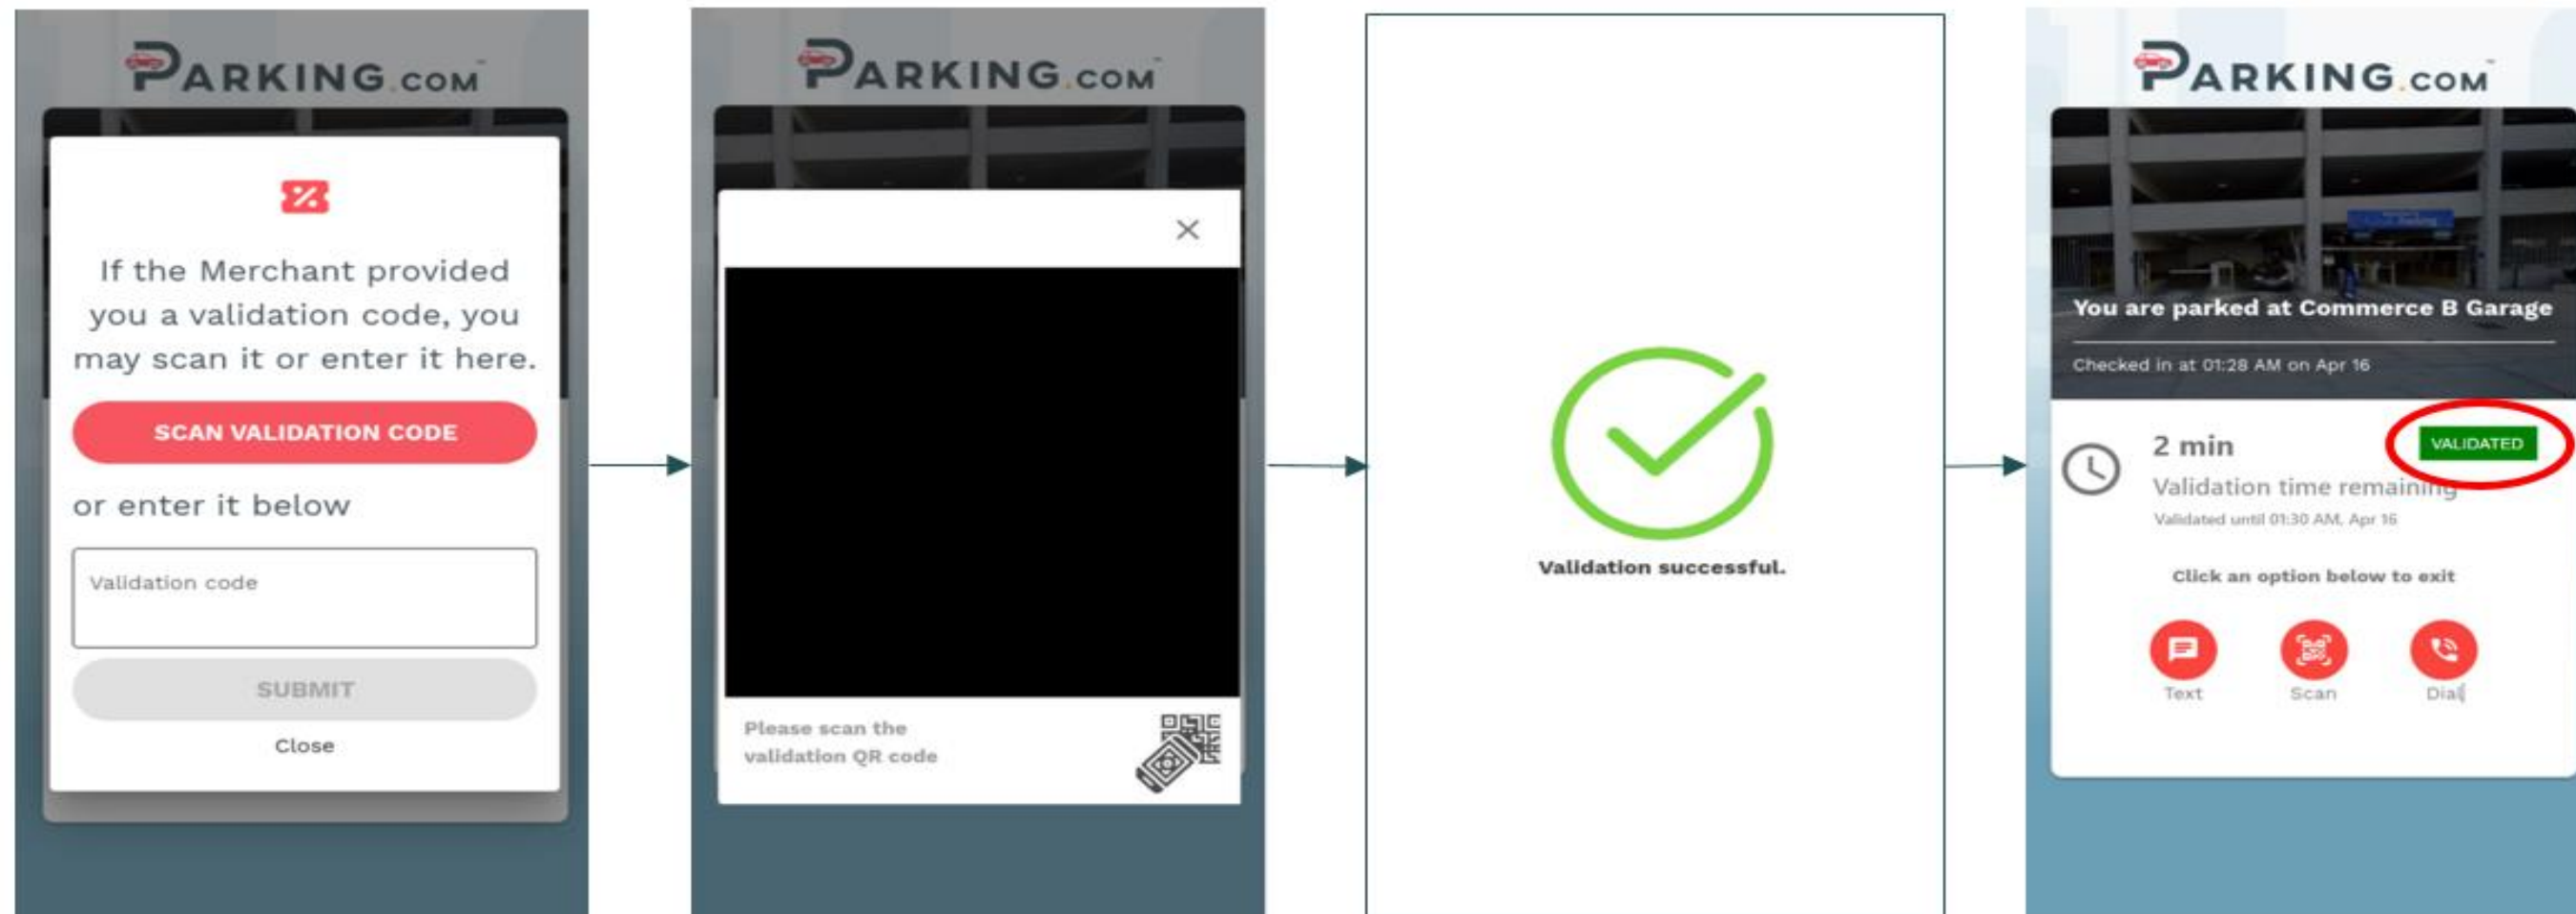 PARKING.COM
If the Merchant provided
you a validation code, you
may scan it or enter it here.
SCAN VALIDATION CODE
or enter it below
Validation code
SUBMIT
Close
PARKING.COM
Please scan the
validation QR code
Validation successful.
PARKING.COM
You are parked at Commerce B Garage
Checked in at 01:28 AM on Apr 16
2 min
VALIDATED
Validation time remaining
Validated until 01:30 AM, Apr 16
Click an option below to exit
Text
Scan
Dial